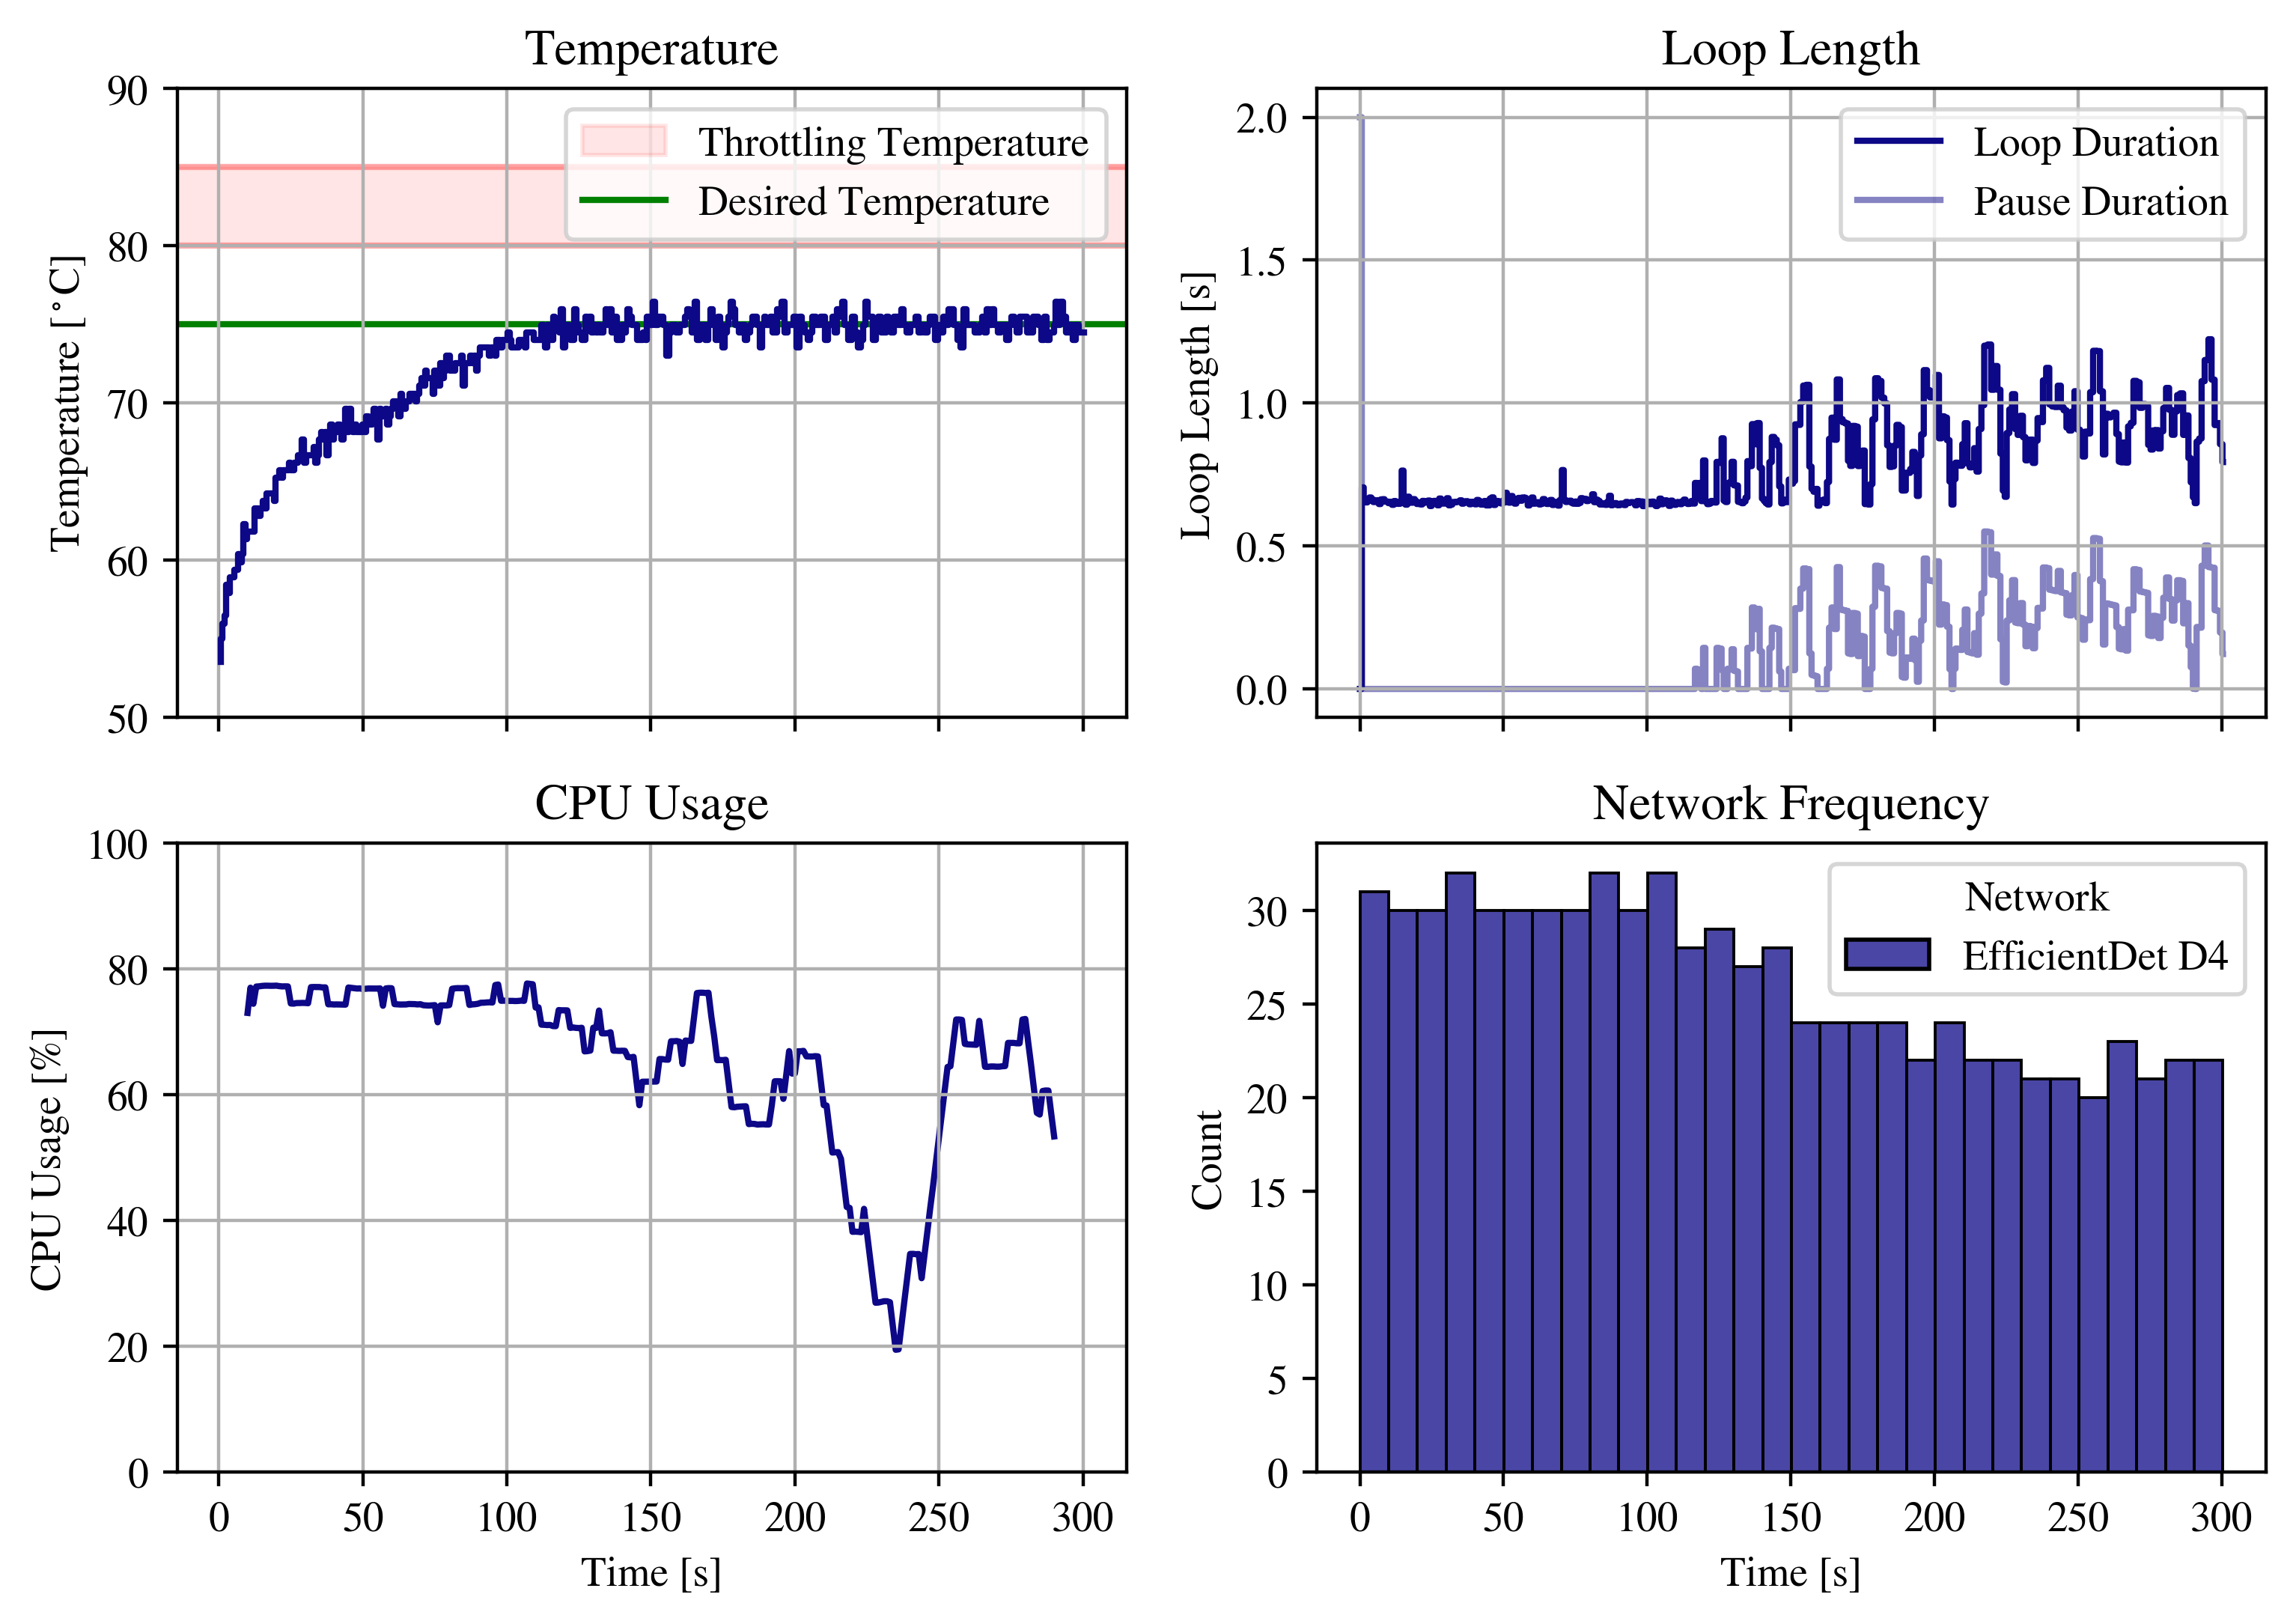 Temperature
90
80
70
60
50
Temperature [°C]
Throttling Temperature
Desired Temperature
Loop Length
2.0
1.5
1.0
0.5
0.0
Loop Length [s]
Loop Duration
Pause Duration
CPU Usage
100
80
60
40
20
0
CPU Usage [%]
0 50 100 150 200 250 300
Time [s]
Network Frequency
30
25
20
15
10
5
0
Count
Network
EfficientDet D4
0 50 100 150 200 250 300
Time [s]